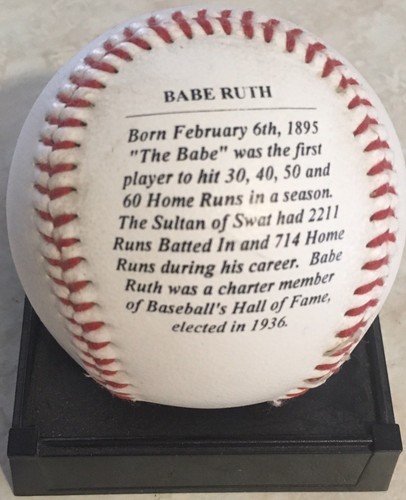 BABE RUTH
Born February 6th, 1895
"The Babe" was the first
player to hit 30, 40, 50 and
60 Home Runs in a season.
The Sultan of Swat had 2211
Runs Batted In and 714 Home
Runs during his career. Babe
Ruth was a charter member
of Baseball's Hall of Fame,
elected in 1936.